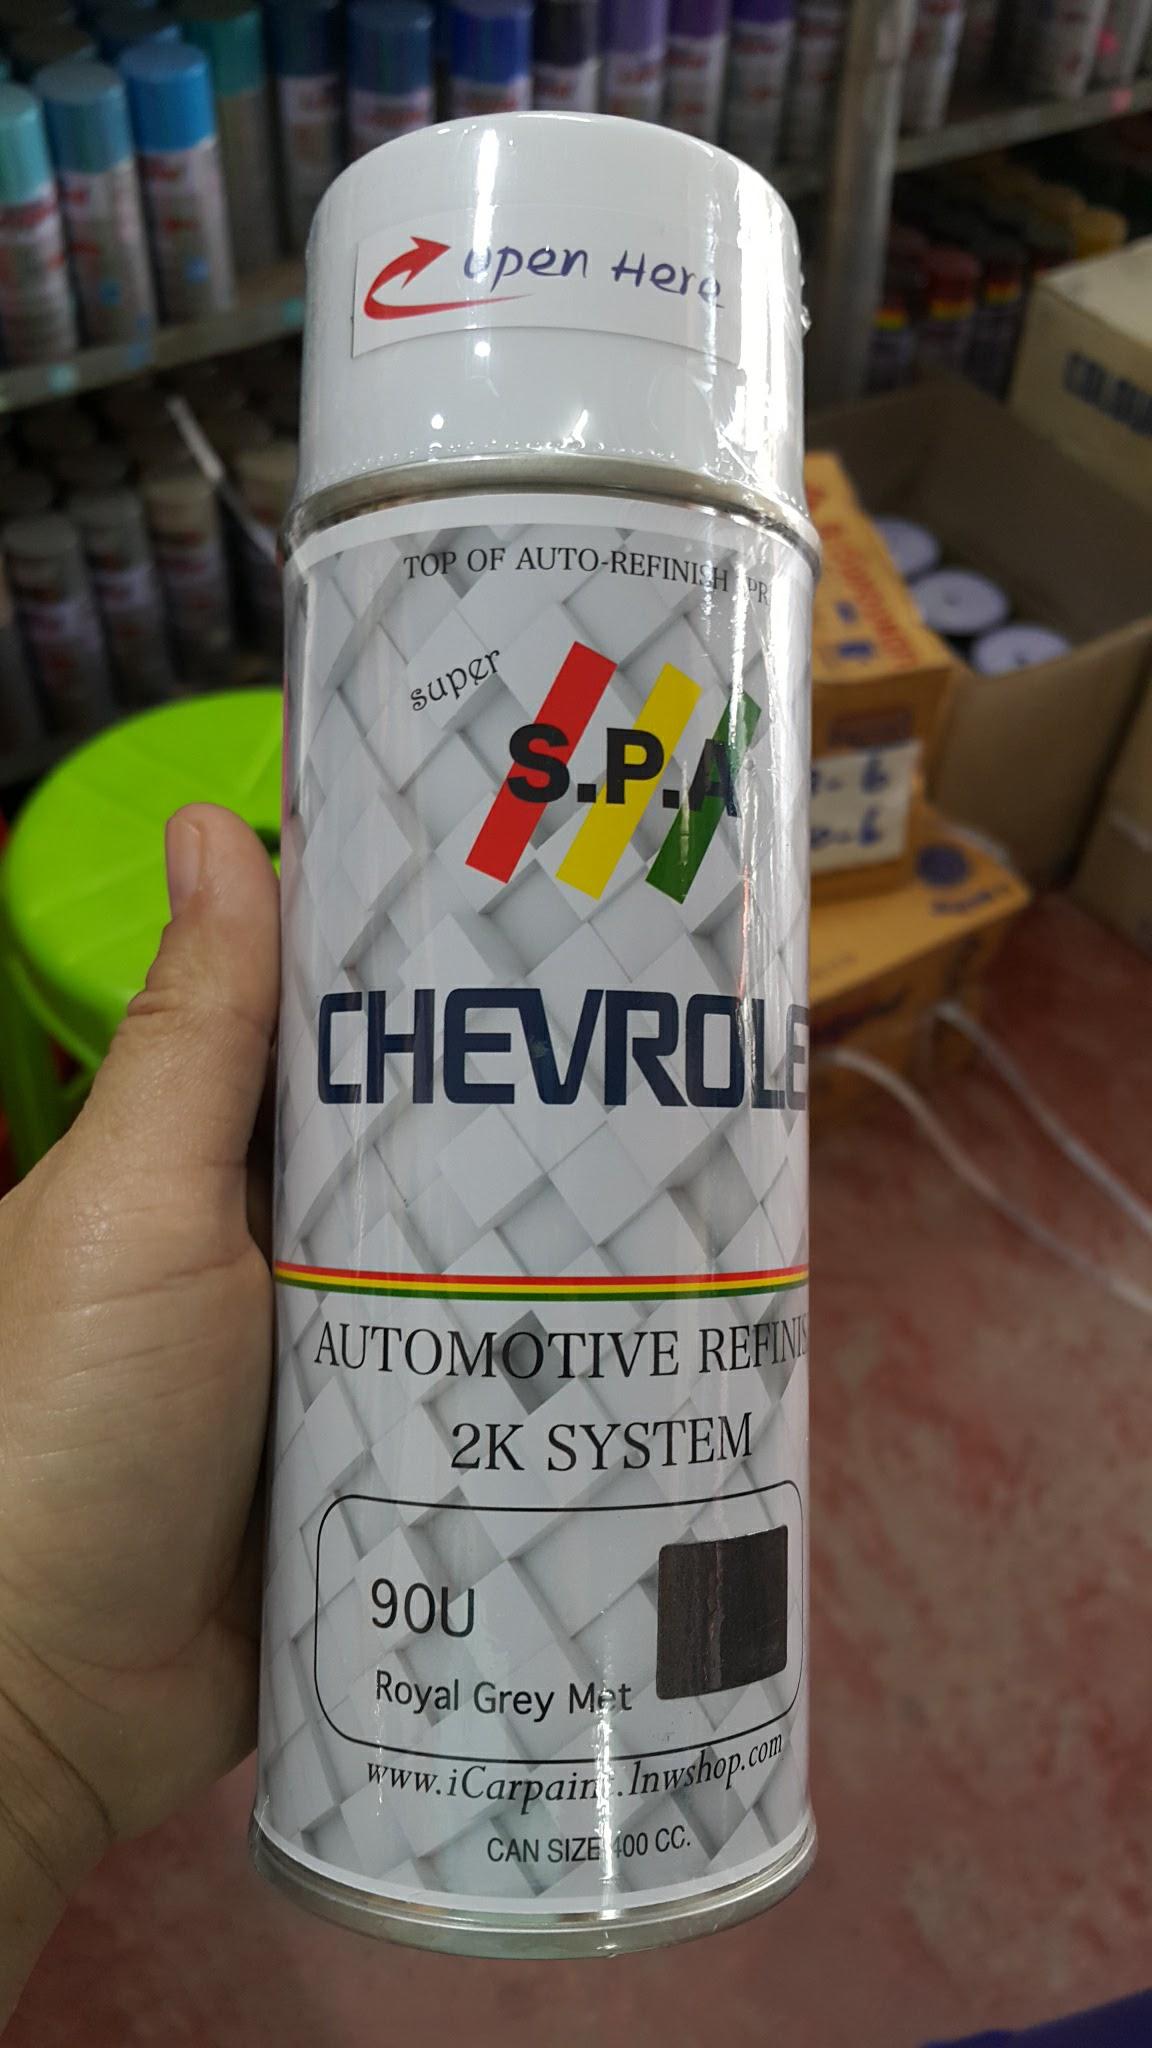 open Here
TOP OF AUTO-REFINISH
super
S.P.A
CHEVROLE
AUTOMOTIVE REFINIS
2K SYSTEM
90U
Royal Grey Met
www.iCarpaint.lnwshop.com
CAN SIZE 400 CC.